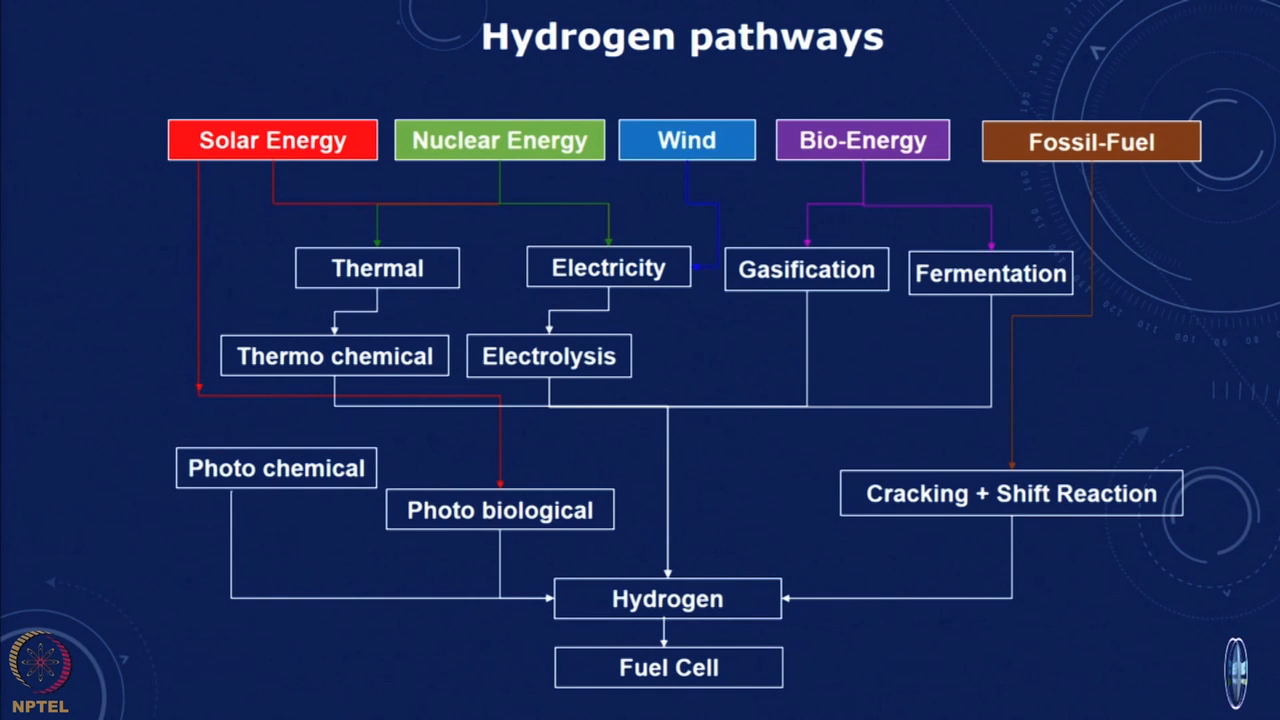 Hydrogen pathways
Solar Energy
Nuclear Energy
Wind
Bio-Energy
Fossil-Fuel
Thermal
Electricity
Gasification
Fermentation
Thermo chemical
Electrolysis
Photo chemical
Photo biological
Cracking + Shift Reaction
Hydrogen
Fuel Cell
NPTEL